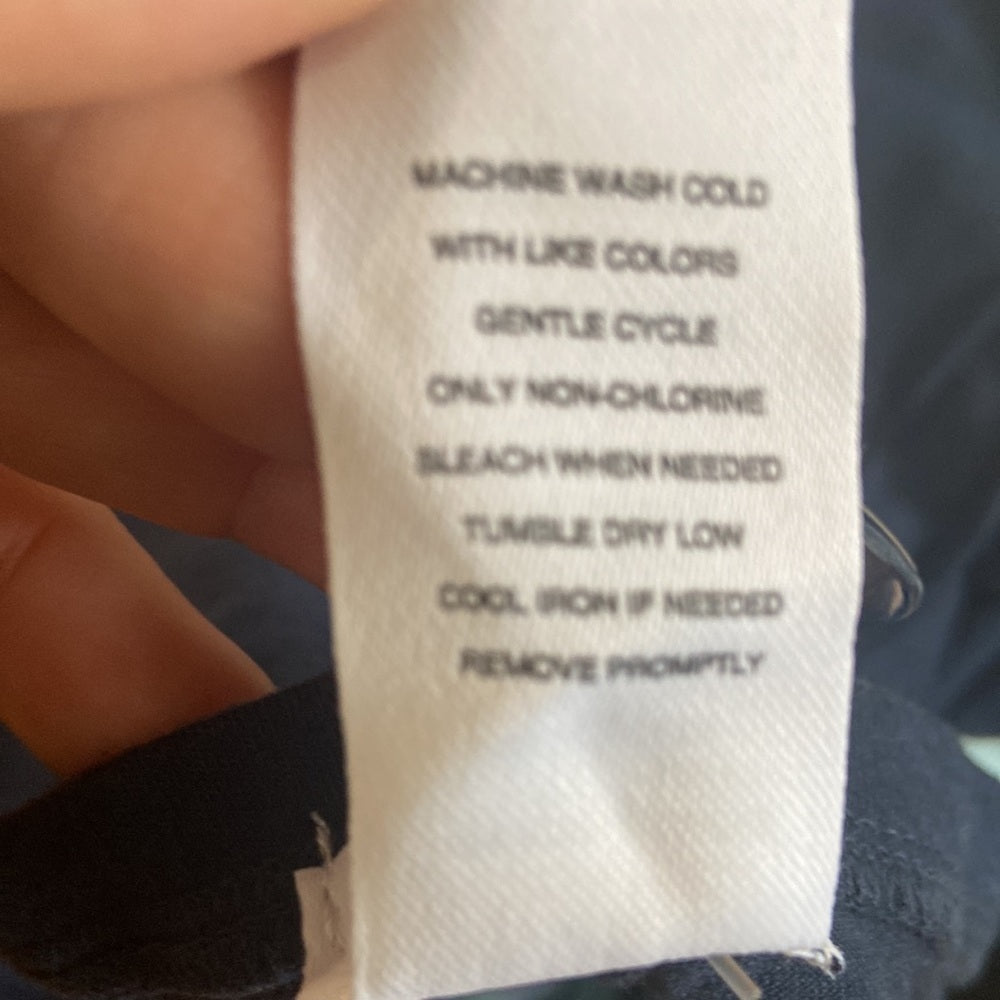 MACHINE WASH COLD
WITH LIKE COLORS
GENTLE CYCLE
ONLY NON-CHLORINE
BLEACH WHEN NEEDED
TUMBLE DRY LOW
COOL IRON IF NEEDED
REMOVE PROMPTLY